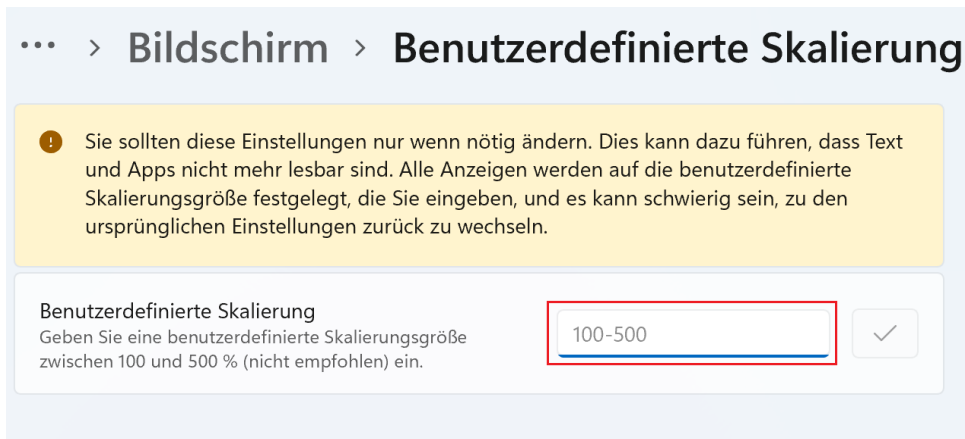 ··· > Bildschirm > Benutzerdefinierte Skalierung
Sie sollten diese Einstellungen nur wenn nötig ändern. Dies kann dazu führen, dass Text
und Apps nicht mehr lesbar sind. Alle Anzeigen werden auf die benutzerdefinierte
Skalierungsgröße festgelegt, die Sie eingeben, und es kann schwierig sein, zu den
ursprünglichen Einstellungen zurück zu wechseln.
Benutzerdefinierte Skalierung
Geben Sie eine benutzerdefinierte Skalierungsgröße
zwischen 100 und 500 % (nicht empfohlen) ein.
100-500